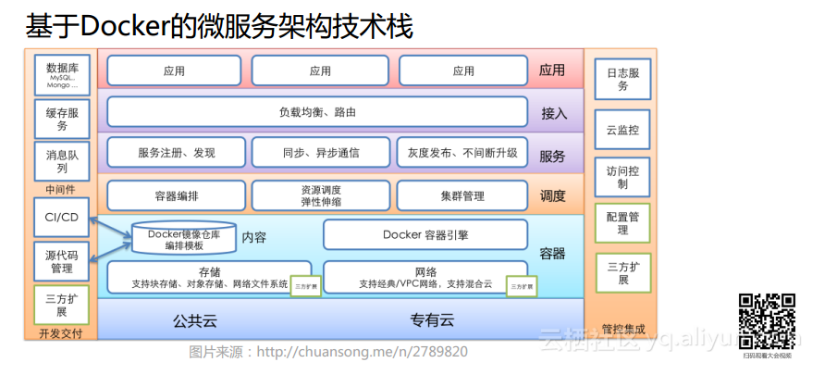 基于Docker的微服务架构技术栈
数据库
MySQL,
Mongo ...
缓存服
务
消息队
列
中间件
CI/CD
源代码
管理
三方扩
展
开发交付
应用
应用
应用
应用
负载均衡、路由
接入
服务注册、发现
同步、异步通信
灰度发布、不间断升级
服务
容器编排
资源调度
弹性伸缩
集群管理
调度
Docker镜像仓库
编排模板
内容
Docker 容器引擎
容器
存储
支持块存储、对象存储、网络文件系统
三方扩展
网络
支持经典/VPC网络，支持混合云
三方扩展
公共云
专有云
日志服
务
云监控
访问控
制
配置管
理
三方扩
展
管控集成
图片来源：http://chuansong.me/n/2789820
云栖社区 yq.aliyun.com
扫码观看大会视频